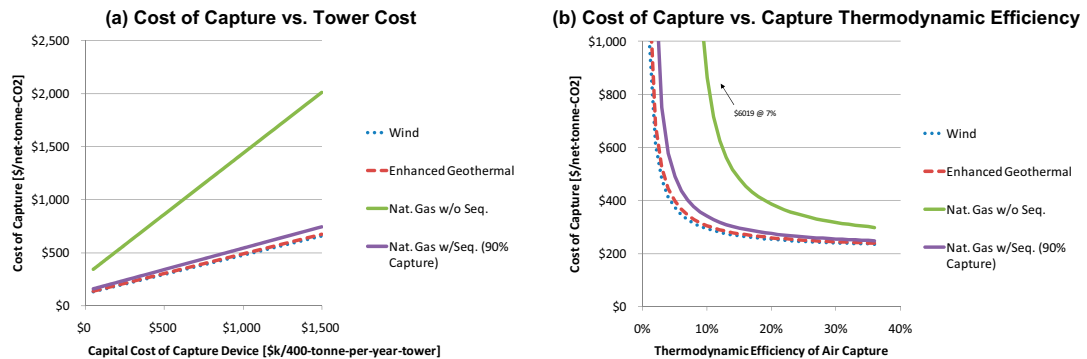 (a) Cost of Capture vs. Tower Cost
Cost of Capture [$/net-tonne-CO2]
$2,500
$2,000
$1,500
$1,000
$500
$0
$0
$500
$1,000
$1,500
Capital Cost of Capture Device [$k/400-tonne-per-year-tower]
Wind
Enhanced Geothermal
Nat. Gas w/o Seq.
Nat. Gas w/Seq. (90%
Capture)
(b) Cost of Capture vs. Capture Thermodynamic Efficiency
Cost of Capture [$/net-tonne-CO2]
$1,000
$800
$600
$400
$200
$0
$6019 @ 7%
0%
10%
20%
30%
40%
Thermodynamic Efficiency of Air Capture
Wind
Enhanced Geothermal
Nat. Gas w/o Seq.
Nat. Gas w/Seq. (90%
Capture)